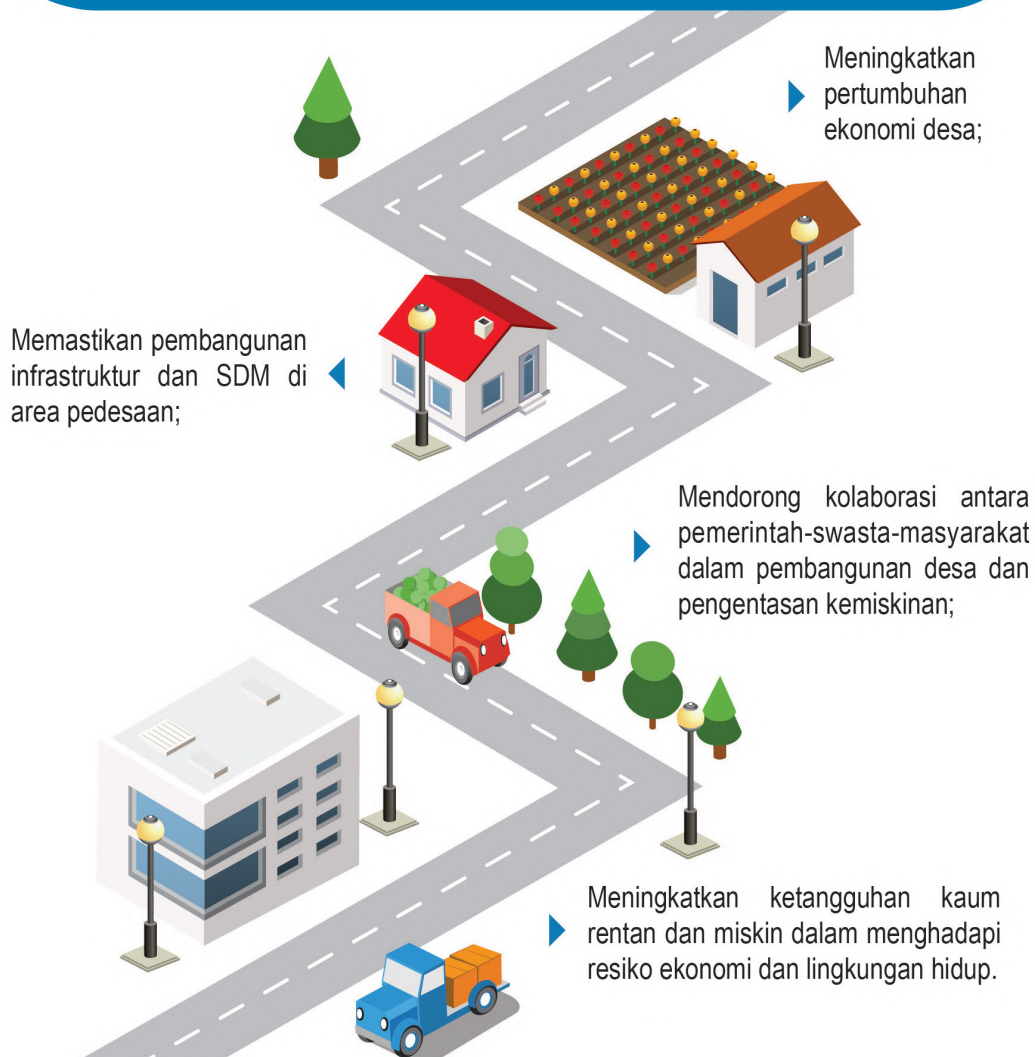 Meningkatkan
pertumbuhan
ekonomi desa;
Memastikan pembangunan
infrastruktur dan SDM di
area pedesaan;
Mendorong kolaborasi antara
pemerintah-swasta-masyarakat
dalam pembangunan desa dan
pengentasan kemiskinan;
Meningkatkan ketangguhan kaum
rentan dan miskin dalam menghadapi
resiko ekonomi dan lingkungan hidup.